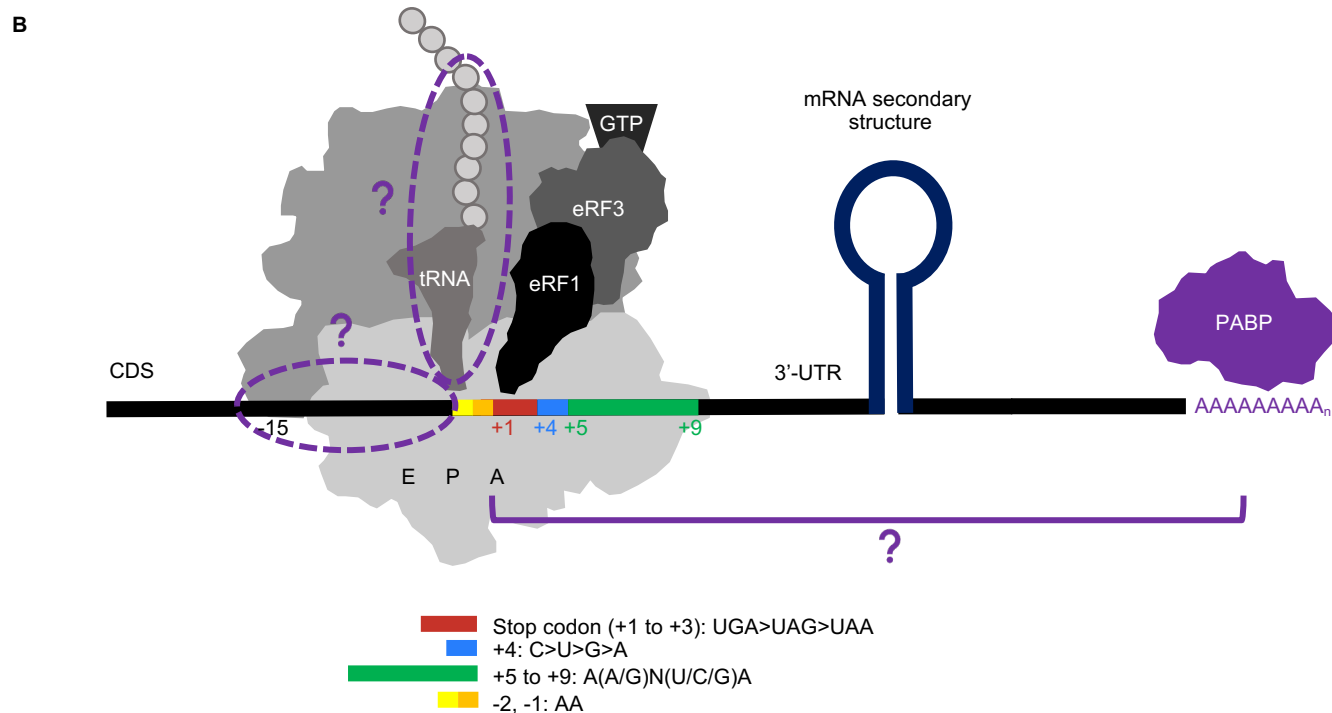 B
GTP
mRNA secondary
structure
?
eRF3
tRNA
eRF1
?
PABP
CDS
3’-UTR
AAAAAAAAAₙ
-15
+1
+4
+5
+9
E P A
?
Stop codon (+1 to +3): UGA>UAG>UAA
+4: C>U>G>A
+5 to +9: A(A/G)N(U/C/G)A
-2, -1: AA